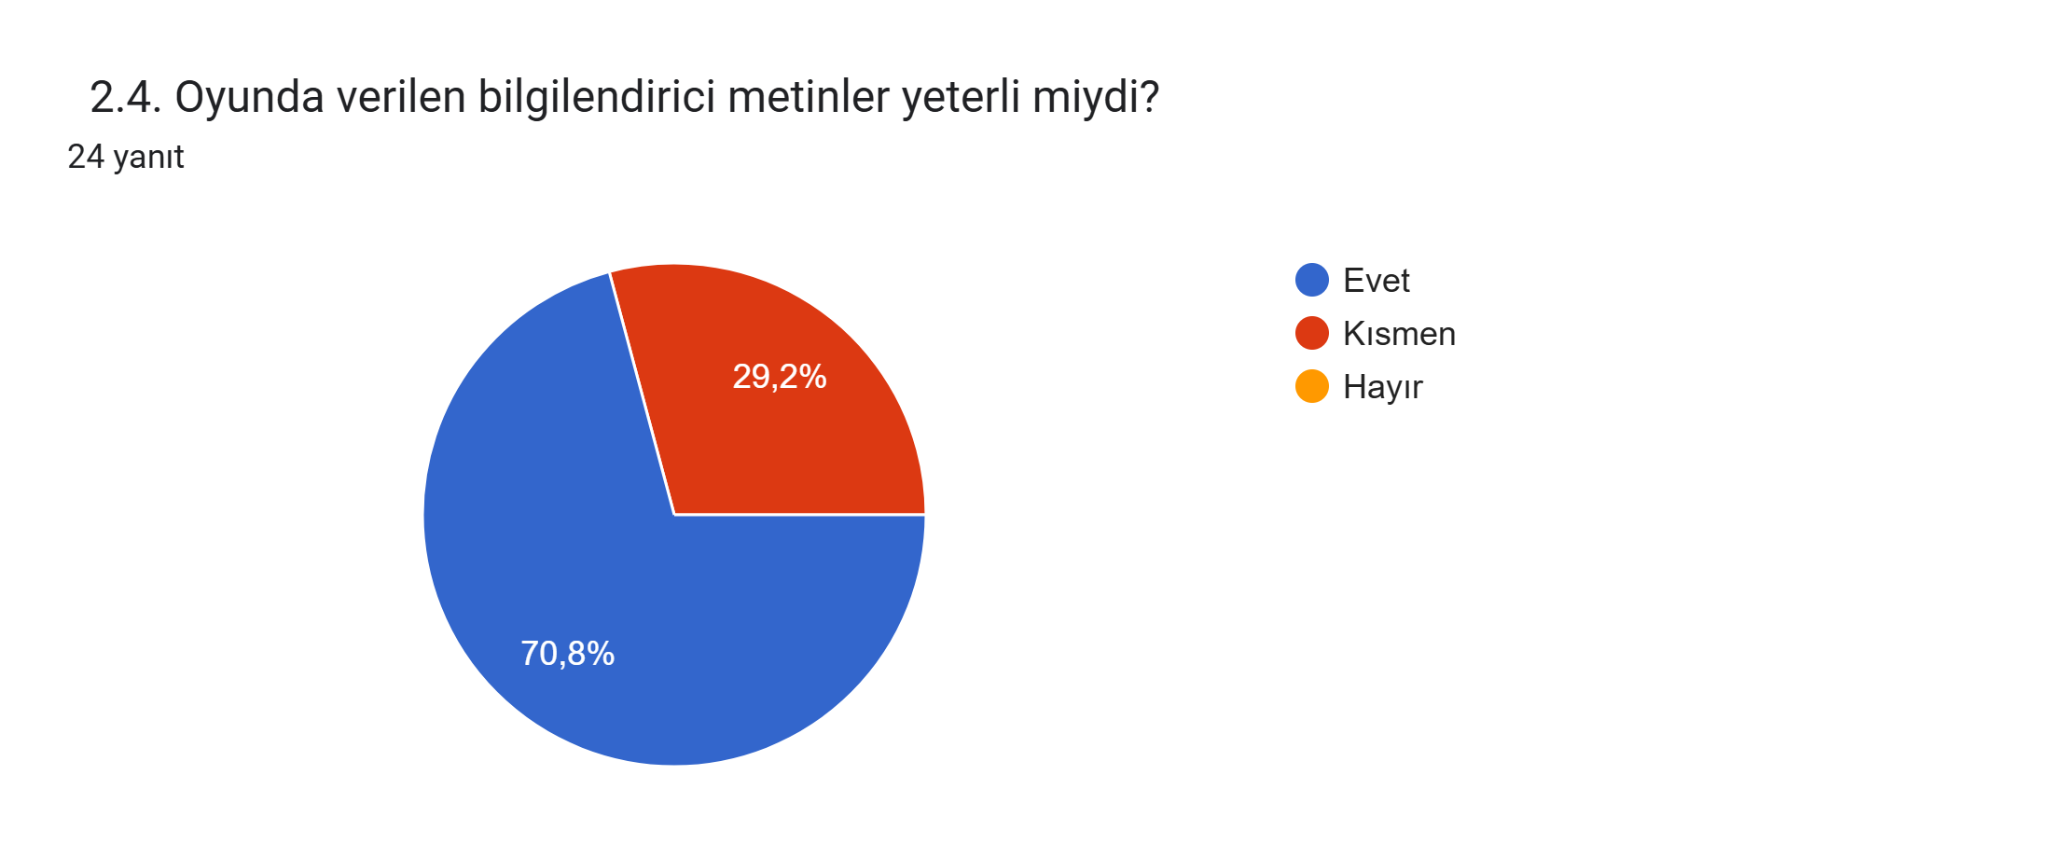 2.4. Oyunda verilen bilgilendirici metinler yeterli miydi?
24 yanıt
Evet
Kısmen
Hayır
29,2%
70,8%